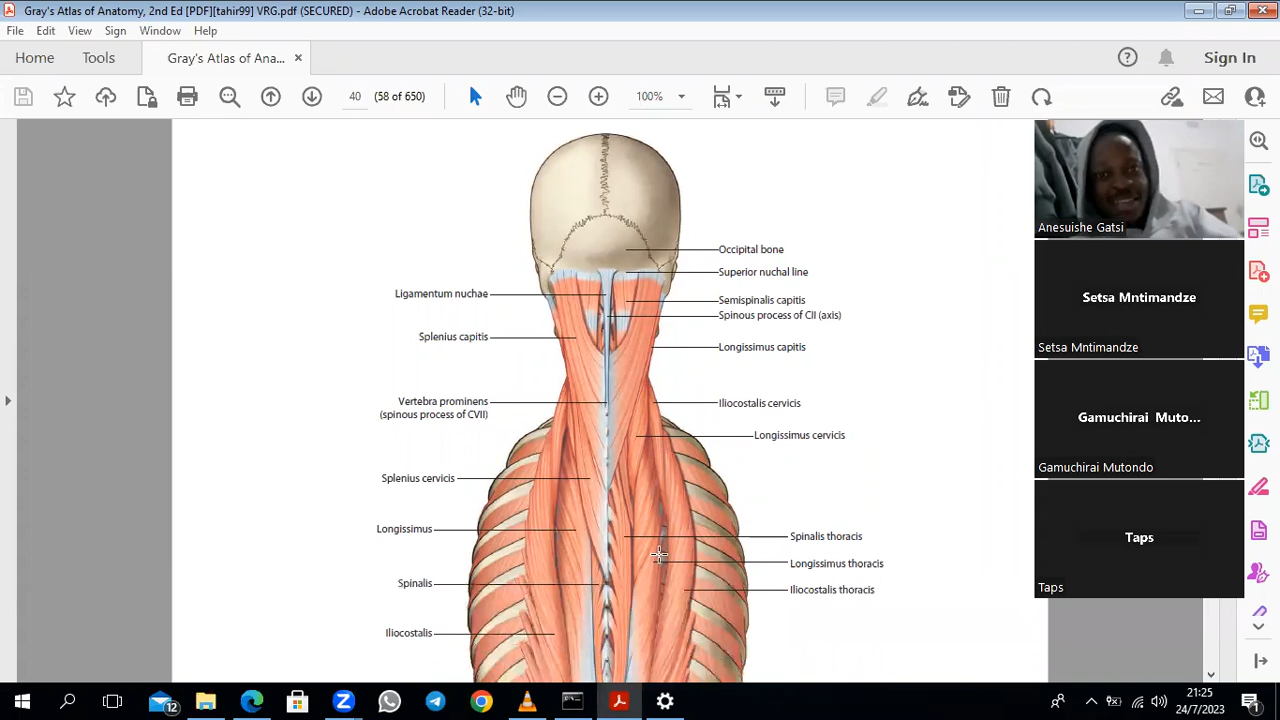 Gray's Atlas of Anatomy, 2nd Ed [PDF][tahir99] VRG.pdf (SECURED) - Adobe Acrobat Reader (32-bit)
File Edit View Sign Window Help
Home Tools Gray's Atlas of Ana... × Sign In
40 (58 of 650) 100%
Occipital bone
Superior nuchal line
Ligamentum nuchae
Semispinalis capitis
Spinous process of CII (axis)
Splenius capitis
Longissimus capitis
Vertebra prominens
(spinous process of CVII)
Iliocostalis cervicis
Longissimus cervicis
Splenius cervicis
Longissimus
Spinalis thoracis
Longissimus thoracis
Spinalis
Iliocostalis thoracis
Iliocostalis
Anesuishe Gatsi
Setsa Mntimandze
Setsa Mntimandze
Gamuchirai Muto...
Gamuchirai Mutondo
Taps
Taps
12
21:25
24/7/2023
1